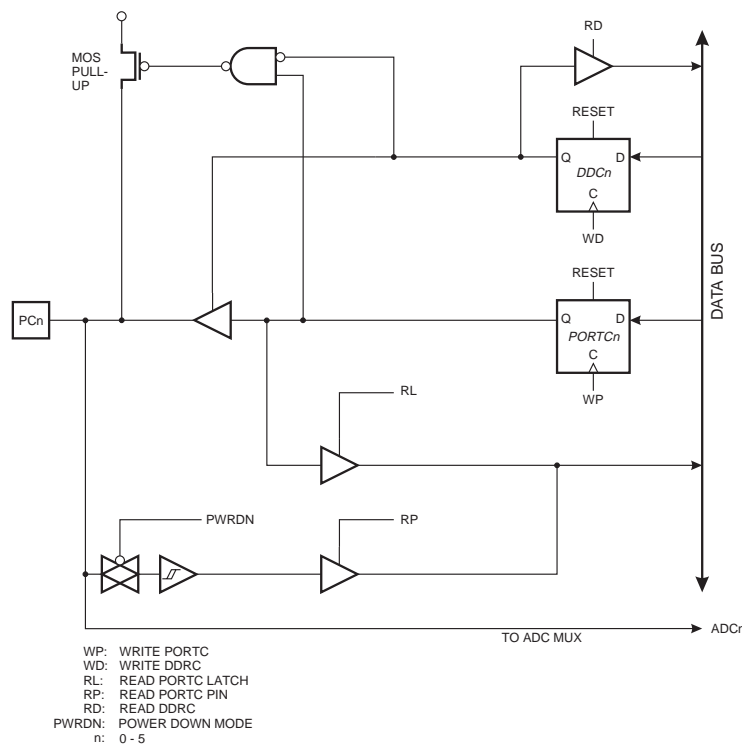 RD
MOS
PULL-
UP
RESET
Q D
DDCn
C
WD
RESET
PCn
Q D
PORTCn
C
WP
DATA BUS
RL
PWRDN
RP
TO ADC MUX
ADCn
WP: WRITE PORTC
WD: WRITE DDRC
RL: READ PORTC LATCH
RP: READ PORTC PIN
RD: READ DDRC
PWRDN: POWER DOWN MODE
n: 0 - 5